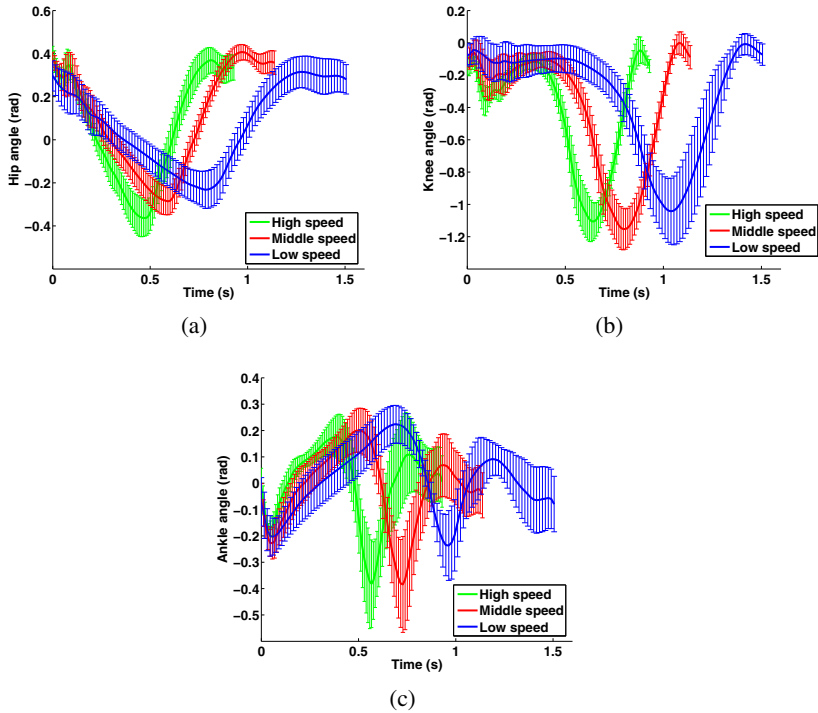 0.6
0.4
0.2
0
−0.2
−0.4
Hip angle (rad)
0
0.5
1
1.5
Time (s)
High speed
Middle speed
Low speed
(a)
0.2
0
−0.2
−0.4
−0.6
−0.8
−1
−1.2
Knee angle (rad)
0
0.5
1
1.5
Time (s)
High speed
Middle speed
Low speed
(b)
0.4
0.3
0.2
0.1
0
−0.1
−0.2
−0.3
−0.4
−0.5
Ankle angle (rad)
0
0.5
1
1.5
Time (s)
High speed
Middle speed
Low speed
(c)